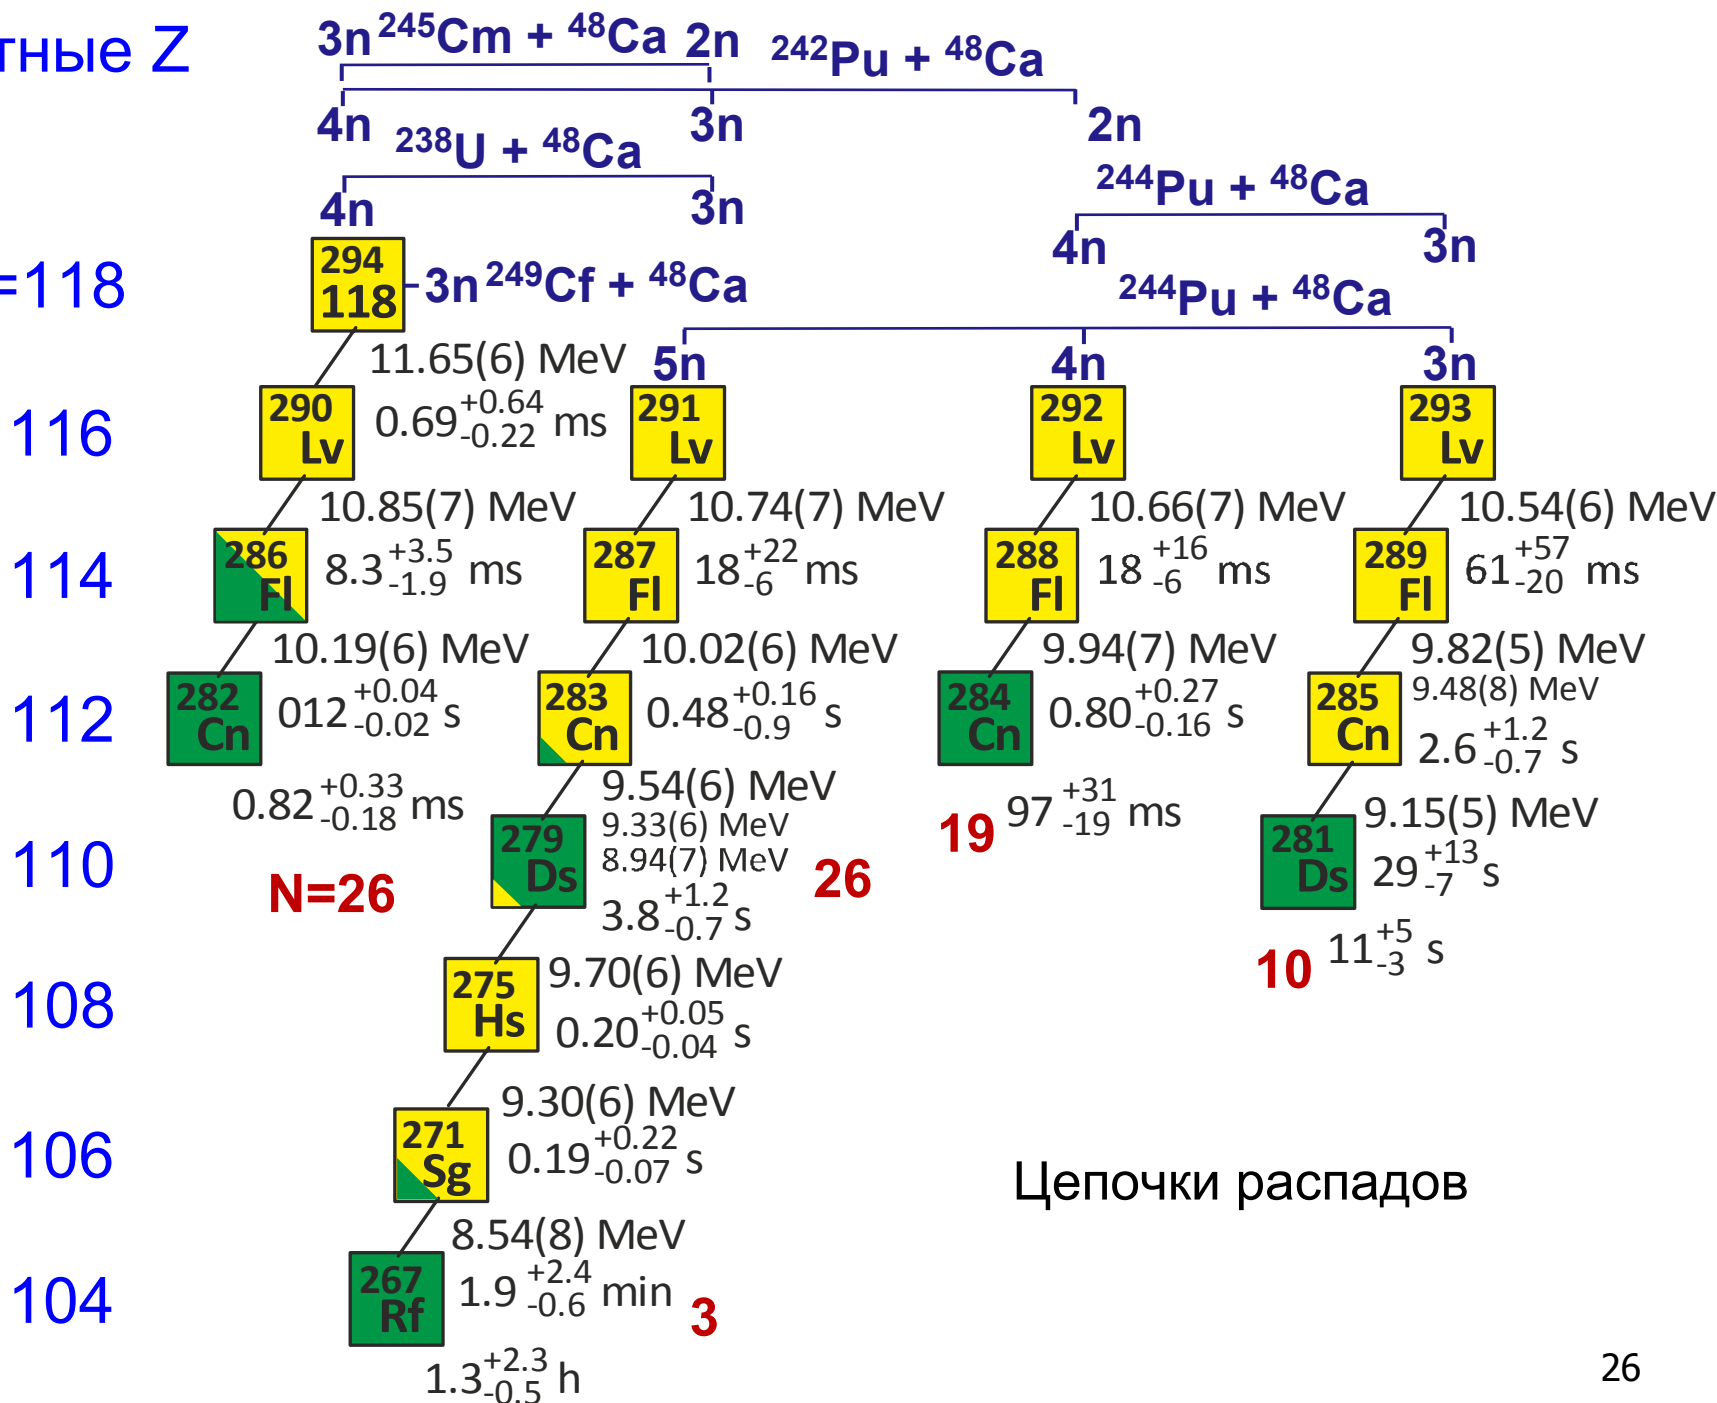 тные Z
3n ²⁴⁵Cm + ⁴⁸Ca 2n
²⁴²Pu + ⁴⁸Ca
4n 3n 2n
²³⁸U + ⁴⁸Ca
4n 3n
²⁴⁴Pu + ⁴⁸Ca
4n 3n
=118
294 118
3n ²⁴⁹Cf + ⁴⁸Ca
²⁴⁴Pu + ⁴⁸Ca
5n 4n 3n
11.65(6) MeV
0.69 +0.64 -0.22 ms
116
290 Lv
291 Lv
292 Lv
293 Lv
10.85(7) MeV
8.3 +3.5 -1.9 ms
10.74(7) MeV
18 +22 -6 ms
10.66(7) MeV
18 +16 -6 ms
10.54(6) MeV
61 +57 -20 ms
114
286 Fl
287 Fl
288 Fl
289 Fl
10.19(6) MeV
012 +0.04 -0.02 s
10.02(6) MeV
0.48 +0.16 -0.9 s
9.94(7) MeV
0.80 +0.27 -0.16 s
9.82(5) MeV
9.48(8) MeV
2.6 +1.2 -0.7 s
112
282 Cn
283 Cn
284 Cn
285 Cn
0.82 +0.33 -0.18 ms
N=26
9.54(6) MeV
9.33(6) MeV
8.94(7) MeV
3.8 +1.2 -0.7 s
26
19
97 +31 -19 ms
9.15(5) MeV
29 +13 -7 s
110
279 Ds
281 Ds
10
11 +5 -3 s
108
275 Hs
9.70(6) MeV
0.20 +0.05 -0.04 s
106
271 Sg
9.30(6) MeV
0.19 +0.22 -0.07 s
Цепочки распадов
104
267 Rf
8.54(8) MeV
1.9 +2.4 -0.6 min
3
1.3 +2.3 -0.5 h
26